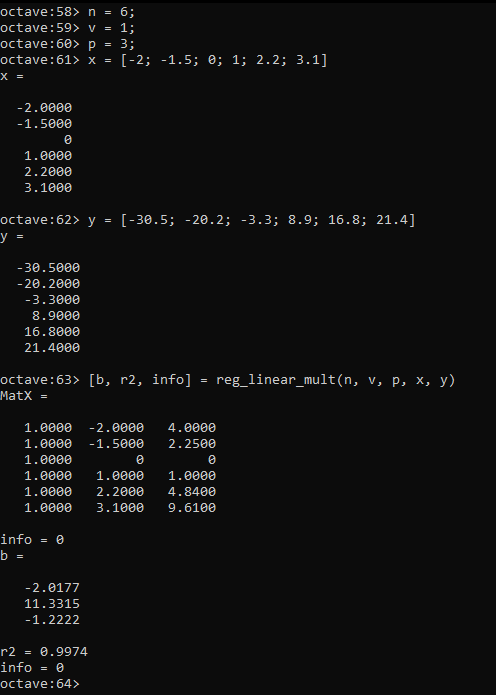 octave:58> n = 6;
octave:59> v = 1;
octave:60> p = 3;
octave:61> x = [-2; -1.5; 0; 1; 2.2; 3.1]
x =
-2.0000
-1.5000
0
1.0000
2.2000
3.1000
octave:62> y = [-30.5; -20.2; -3.3; 8.9; 16.8; 21.4]
y =
-30.5000
-20.2000
-3.3000
8.9000
16.8000
21.4000
octave:63> [b, r2, info] = reg_linear_mult(n, v, p, x, y)
MatX =
1.0000 -2.0000 4.0000
1.0000 -1.5000 2.2500
1.0000 0 0
1.0000 1.0000 1.0000
1.0000 2.2000 4.8400
1.0000 3.1000 9.6100
info = 0
b =
-2.0177
11.3315
-1.2222
r2 = 0.9974
info = 0
octave:64>